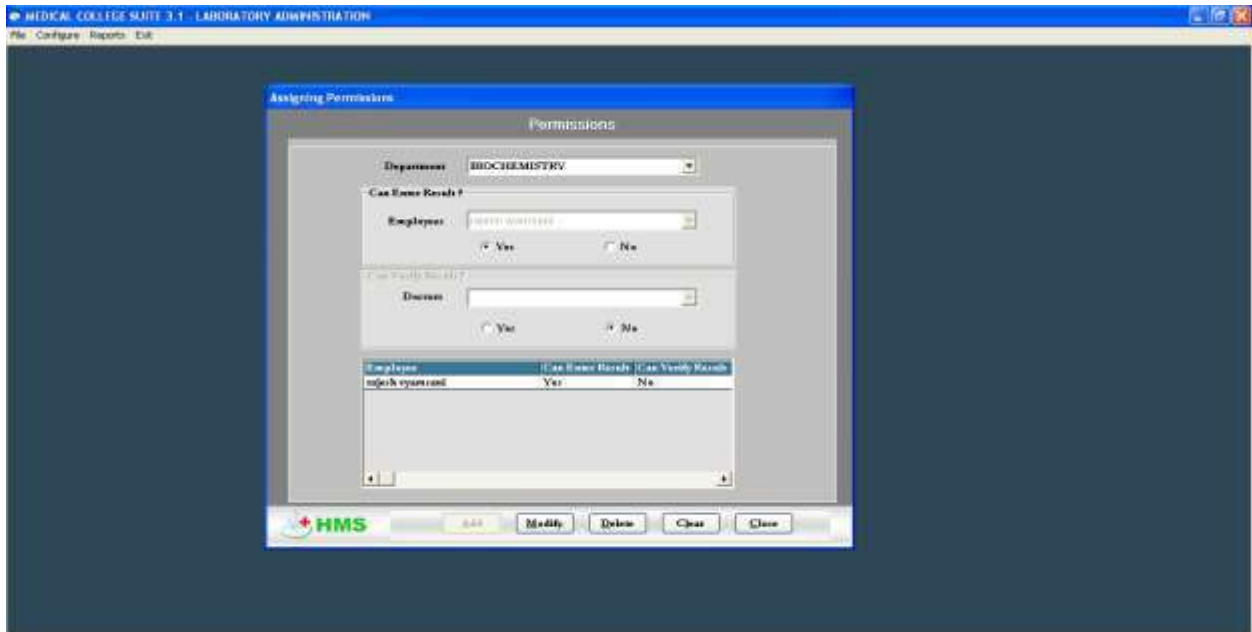 MEDICAL COLLEGE SUITE 3.1 - LABORATORY ADMINISTRATION
File Configure Reports Exit
Assigning Permissions
Permissions
Department BIOCHEMISTRY
Can Enter Result ?
Employees
Yes No
Can Verify Result ?
Doctors
Yes No
Employee Can Enter Result Can Verify Result
Yes No
HMS Add Modify Delete Clear Close